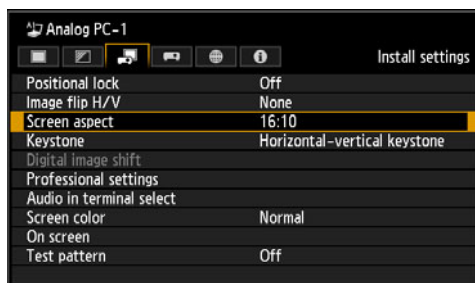 Analog PC-1
Install settings
Positional lock Off
Image flip H/V None
Screen aspect 16:10
Keystone Horizontal-vertical keystone
Digital image shift
Professional settings
Audio in terminal select
Screen color Normal
On screen
Test pattern Off